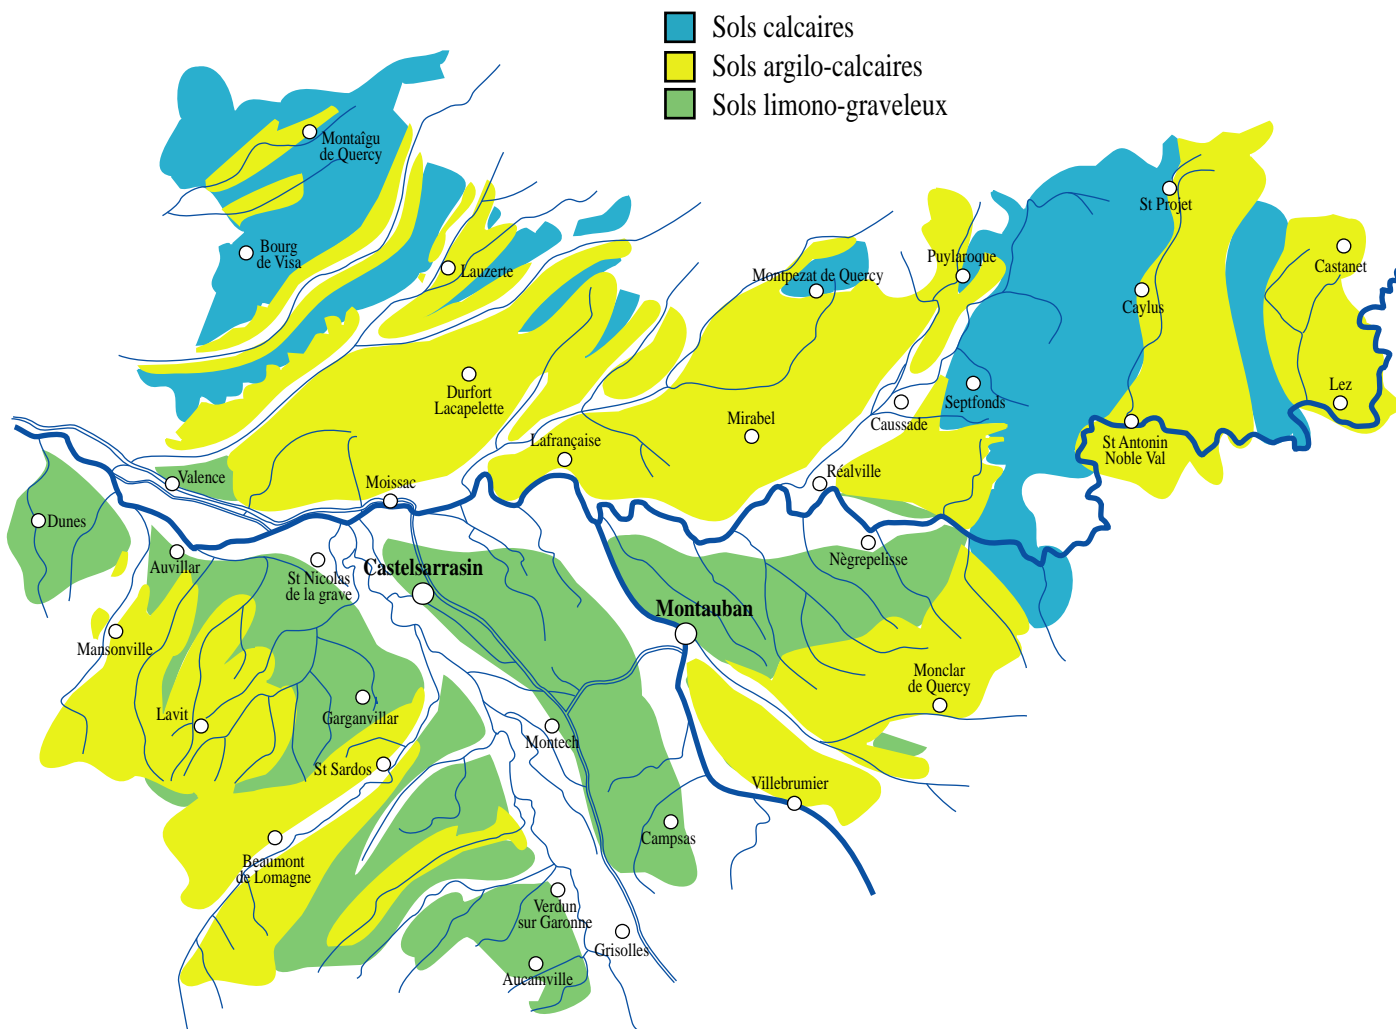 Sols calcaires
Sols argilo-calcaires
Sols limono-graveleux
Montaîgu
de Quercy
St Projet
Bourg
de Visa
Lauzerte
Montpezat de Quercy
Puylaroque
Castanet
Caylus
Durfort
Lacapelette
Septfonds
Lez
Mirabel
Caussade
Lafrançaise
St Antonin
Noble Val
Valence
Moissac
Réalville
Dunes
Auvillar
St Nicolas
de la grave
Castelsarrasin
Nègrepelisse
Montauban
Mansonville
Monclar
de Quercy
Lavit
Garganvillar
Montech
St Sardos
Villebrumier
Campsas
Beaumont
de Lomagne
Verdun
sur Garonne
Grisolles
Aucamville